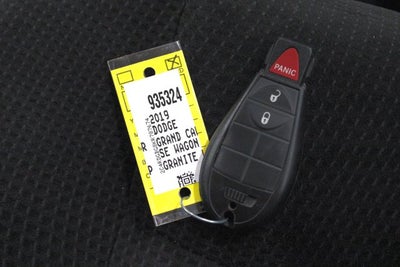 PANIC
935324
2019
DODGE
GRAND CA
SE WAGON
GRANITE